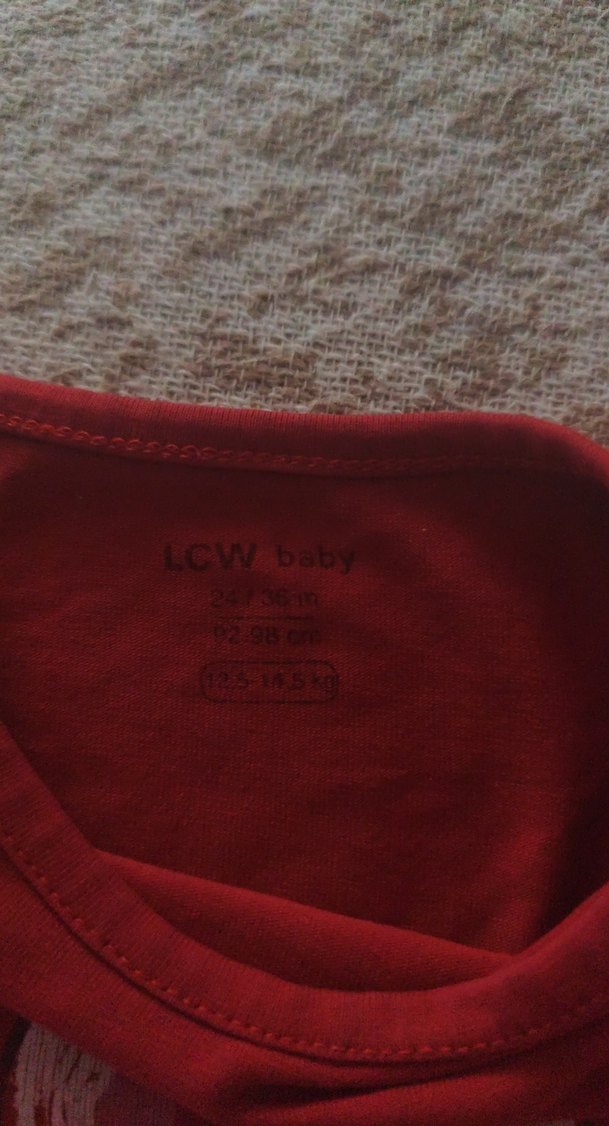 LCW baby
24 / 36 m
92-98 cm
12,5-14,5 kg